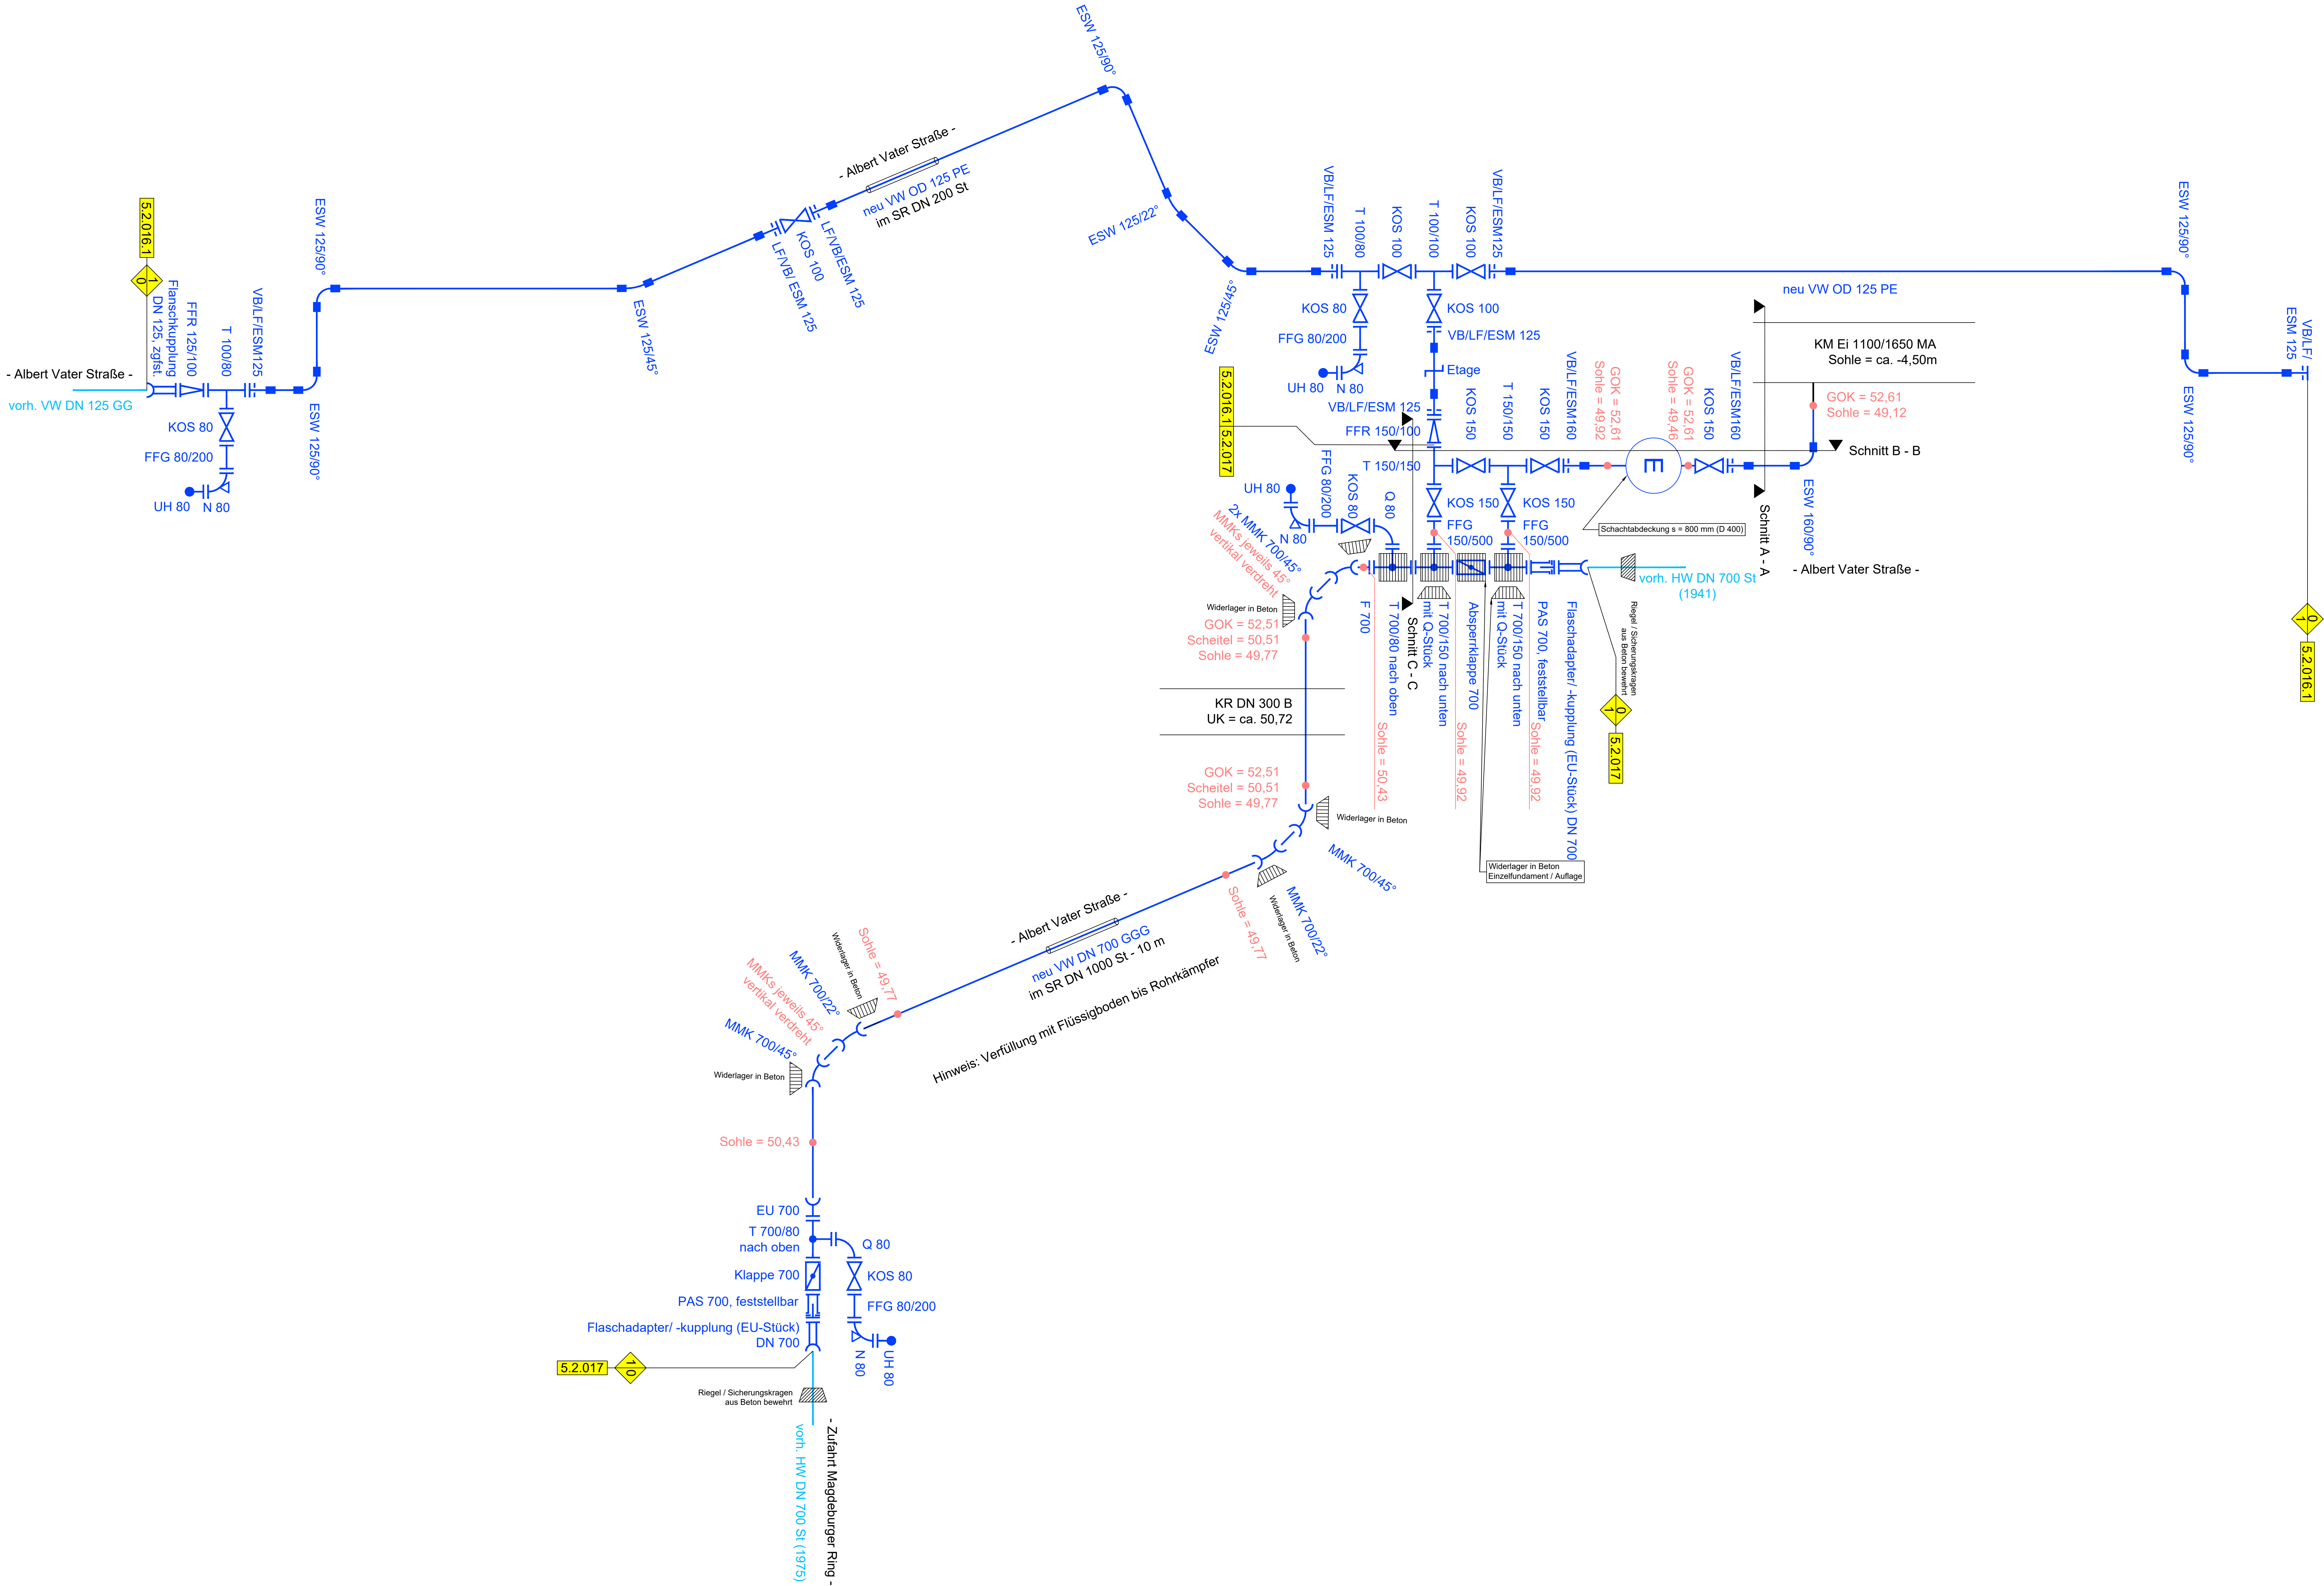 ESW 125/90°
- Albert Vater Straße -
neu VW OD 125 PE
im SR DN 200 St
LF/VB/ESM 125
KOS 100
LF/VB/ ESM 125
ESW 125/45°
ESW 125/22°
ESW 125/45°
5.2.016.1
1
0
Flanschkupplung
DN 125, zgfst.
FFR 125/100
T 100/80
VB/LF/ESM125
ESW 125/90°
ESW 125/90°
- Albert Vater Straße -
vorh. VW DN 125 GG
KOS 80
FFG 80/200
UH 80
N 80
VB/LF/ESM 125
T 100/80
KOS 100
T 100/100
KOS 100
VB/LF/ESM125
KOS 80
FFG 80/200
UH 80
N 80
KOS 100
VB/LF/ESM 125
Etage
VB/LF/ESM 125
FFR 150/100
T 150/150
5.2.016.1
5.2.017
KOS 150
T 150/150
KOS 150
VB/LF/ESM160
GOK = 52,61
Sohle = 49,92
GOK = 52,61
Sohle = 49,46
KOS 150
VB/LF/ESM160
neu VW OD 125 PE
KM Ei 1100/1650 MA
Sohle = ca. -4,50m
GOK = 52,61
Sohle = 49,12
Schnitt B - B
ESW 160/90°
Schnitt A - A
E
Schachtabdeckung s = 800 mm (D 400)
ESW 125/90°
ESW 125/90°
VB/LF/
ESM 125
0
1
5.2.016.1
UH 80
N 80
FFG 80/200
KOS 80
Q 80
KOS 150
FFG
150/500
KOS 150
FFG
150/500
2x MMK 700/45°
MMKs jeweils 45°
vertikal verdreht
Widerlager in Beton
GOK = 52,51
Scheitel = 50,51
Sohle = 49,77
F 700
T 700/80 nach oben
Schnitt C - C
T 700/150 nach unten
mit Q-Stück
Absperrklappe 700
T 700/150 nach unten
mit Q-Stück
PAS 700, feststellbar
Flaschadapter/ -kupplung (EU-Stück) DN 700
Sohle = 50,43
Sohle = 49,92
Sohle = 49,92
vorh. HW DN 700 St
(1941)
- Albert Vater Straße -
Riegel / Sicherungskragen
aus Beton bewehrt
0
1
5.2.017
Widerlager in Beton
Einzelfundament / Auflage
KR DN 300 B
UK = ca. 50,72
GOK = 52,51
Scheitel = 50,51
Sohle = 49,77
Widerlager in Beton
MMK 700/45°
MMK 700/22°
Widerlager in Beton
Sohle = 49,77
- Albert Vater Straße -
neu VW DN 700 GGG
im SR DN 1000 St - 10 m
Hinweis: Verfüllung mit Flüssigboden bis Rohrkämpfer
Sohle = 49,77
Widerlager in Beton
MMK 700/22°
MMKs jeweils 45°
vertikal verdreht
MMK 700/45°
Widerlager in Beton
Sohle = 50,43
EU 700
T 700/80
nach oben
Klappe 700
PAS 700, feststellbar
Flaschadapter/ -kupplung (EU-Stück)
DN 700
Q 80
KOS 80
FFG 80/200
N 80
UH 80
5.2.017
1
0
Riegel / Sicherungskragen
aus Beton bewehrt
vorh. HW DN 700 St (1975)
- Zufahrt Magdeburger Ring -